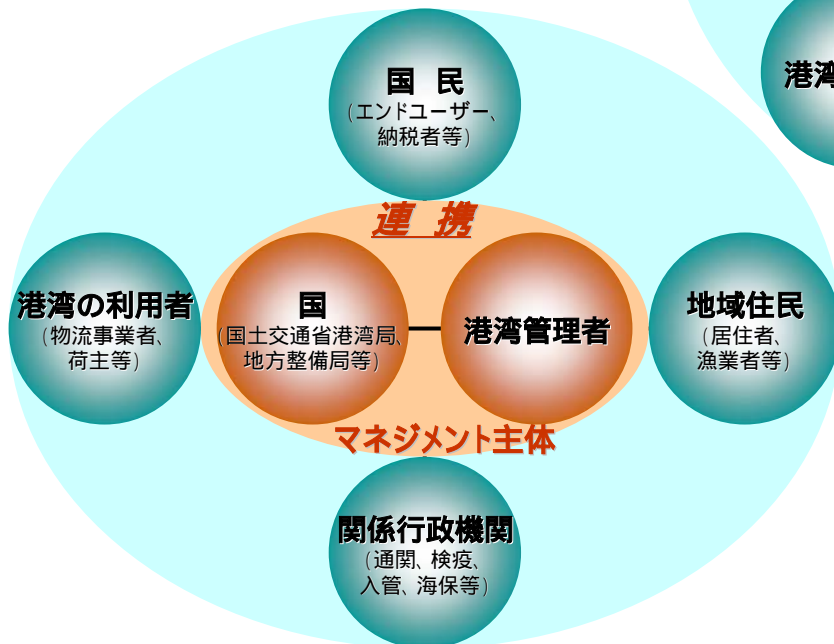 国 民
(エンドユーザー、
納税者等)
港湾
連 携
港湾の利用者
(物流事業者、
荷主等)
国
(国土交通省港湾局、
地方整備局等)
港湾管理者
地域住民
(居住者、
漁業者等)
マネジメント主体
関係行政機関
(通関、検疫、
入管、海保等)